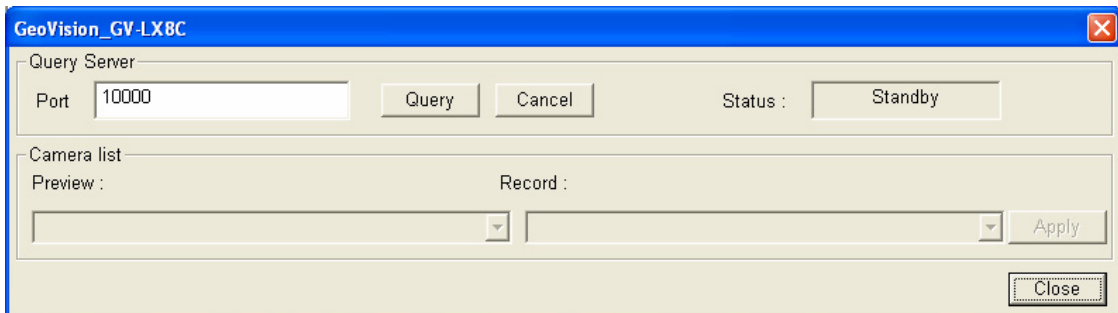 GeoVision_GV-LX8C
Query Server
Port 10000 Query Cancel Status : Standby
Camera list
Preview : Record :
Apply
Close